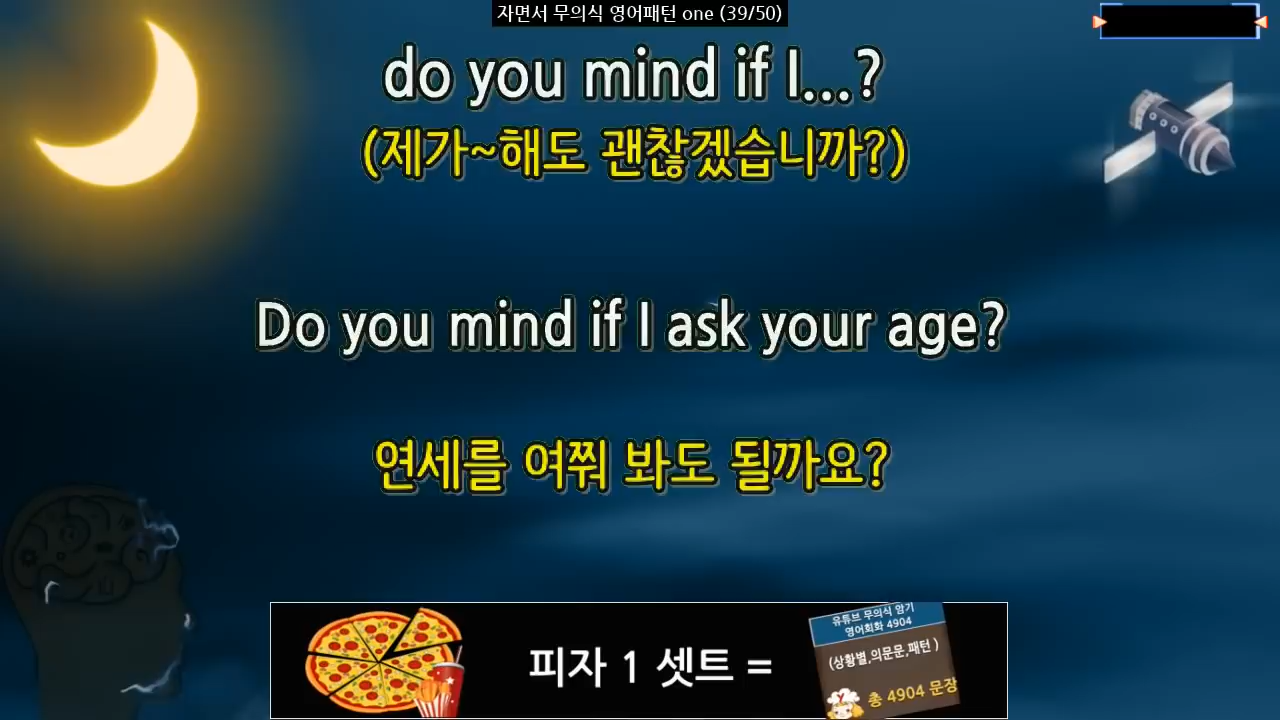 자면서 무의식 영어패턴 one (39/50)
do you mind if I...?
(제가~해도 괜찮겠습니까?)
Do you mind if I ask your age?
연세를 여쭤 봐도 될까요?
피자 1 셋트 =
유튜브 무의식 암기
영어회화 4904
(상황별,의문문,패턴 )
총 4904 문장